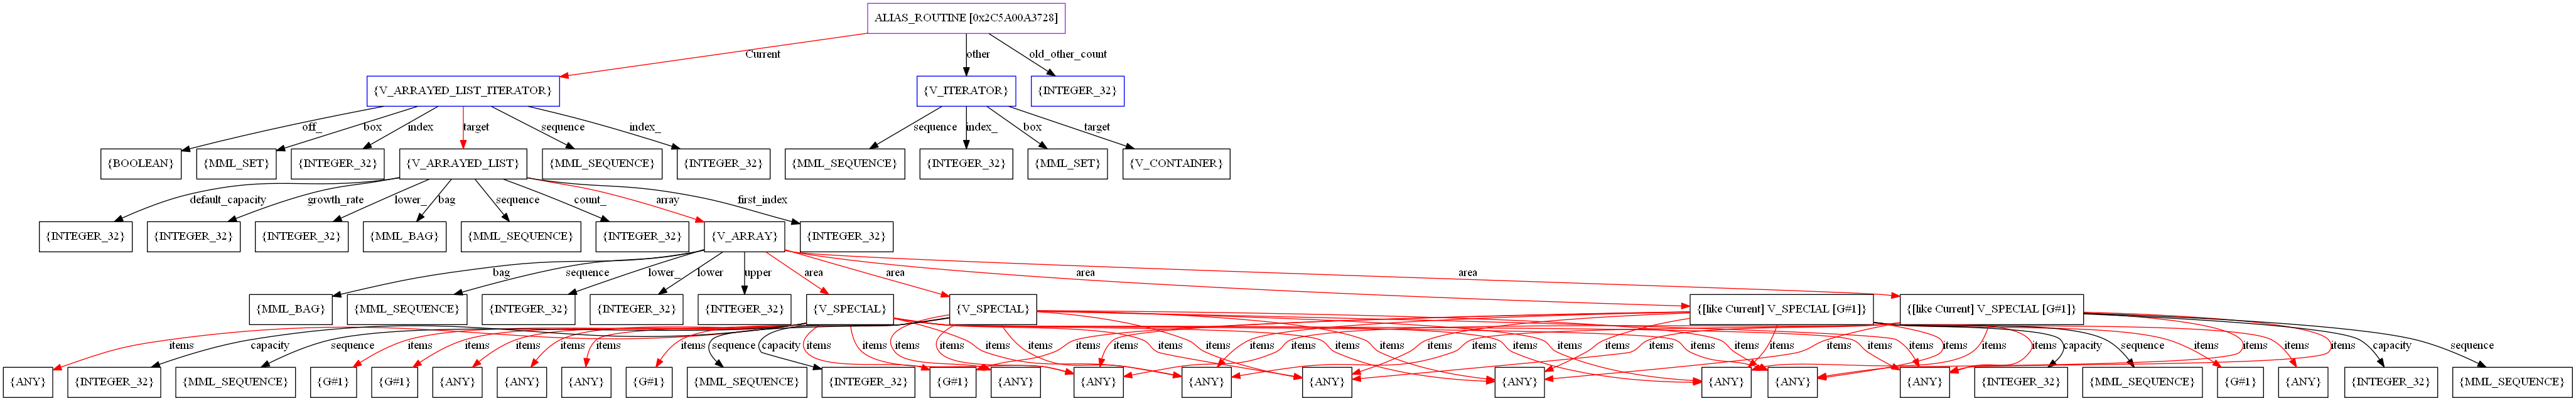 ALIAS_ROUTINE [0x2C5A00A3728]
Current other old_other_count
{V_ARRAYED_LIST_ITERATOR} {V_ITERATOR} {INTEGER_32}
off_ box index target sequence index_ sequence index_ box target
{BOOLEAN} {MML_SET} {INTEGER_32} {V_ARRAYED_LIST} {MML_SEQUENCE} {INTEGER_32} {MML_SEQUENCE} {INTEGER_32} {MML_SET} {V_CONTAINER}
default_capacity growth_rate lower_ bag sequence count_ array first_index
{INTEGER_32} {INTEGER_32} {INTEGER_32} {MML_BAG} {MML_SEQUENCE} {INTEGER_32} {V_ARRAY} {INTEGER_32}
bag sequence lower_ lower upper area area area area
{MML_BAG} {MML_SEQUENCE} {INTEGER_32} {INTEGER_32} {INTEGER_32} {V_SPECIAL} {V_SPECIAL} {[like Current] V_SPECIAL [G#1]} {[like Current] V_SPECIAL [G#1]}
items capacity sequence items items items items items items sequence capacity items items items items items items items items items items items items items items items items items items items items items items items items items items items capacity sequence items items items items capacity sequence
{ANY} {INTEGER_32} {MML_SEQUENCE} {G#1} {G#1} {ANY} {ANY} {ANY} {G#1} {MML_SEQUENCE} {INTEGER_32} {G#1} {ANY} {ANY} {ANY} {ANY} {ANY} {ANY} {ANY} {ANY} {INTEGER_32} {MML_SEQUENCE} {G#1} {ANY} {INTEGER_32} {MML_SEQUENCE}